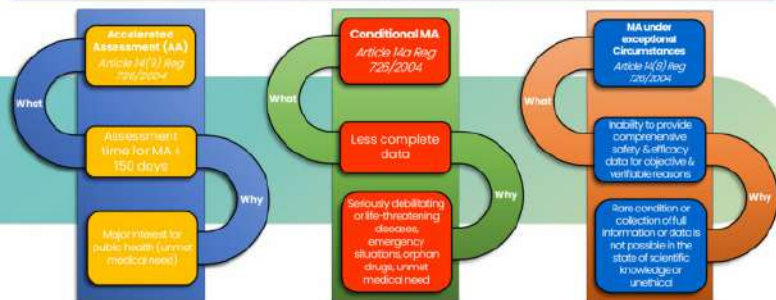 Accelerated
Assessment (AA)
Article 14(9) Reg
726/2004
What
Assessment
time for MA <
150 days
Why
Major Interest for
public health (unmet
medical need)
Conditional MA
Article 14a Reg
726/2004
What
Less complete
data
Why
Seriously debilitating
or life-threatening
diseases,
emergency
situations, orphan
drugs, unmet
medical need
MA under
exceptional
Circumstances
Article 14(8) Reg
726/2004
What
Inability to provide
comprehensive
safety & efficacy
data for objective &
verifiable reasons
Why
Rare condition or
collection of full
information or data is
not possible in the
state of scientific
knowledge or
unethical